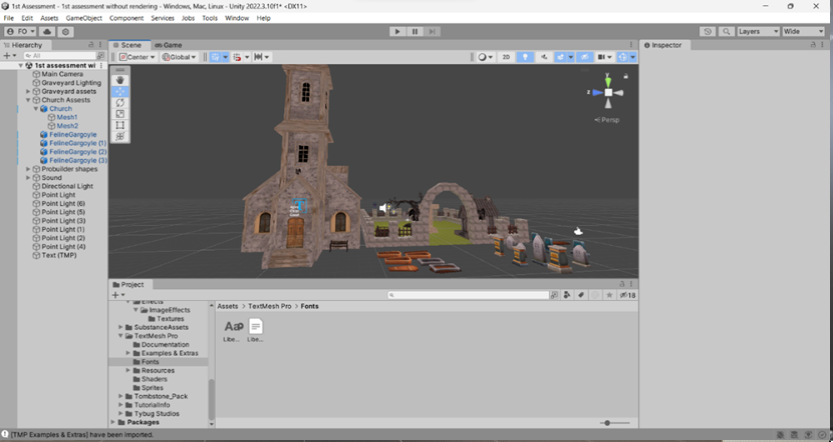 1st Assessment - 1st assessment without rendering - Windows, Mac, Linux - Unity 2022.3.10f1* <DX11>
File Edit Assets GameObject Component Services Jobs Tools Window Help
FO Layers Wide
Hierarchy Scene Game Inspector
All Center Global 2D
1st assessment wi
Main Camera
Graveyard Lighting
Graveyard assets
Church Assests
Church
Mesh1
Mesh2
FelineGargoyle
FelineGargoyle (1)
FelineGargoyle (2)
FelineGargoyle (3)
Probuilder shapes
Sound
Directional Light
Point Light
Point Light (6)
Point Light (5)
Point Light (3)
Point Light (1)
Point Light (2)
Point Light (4)
Text (TMP)
z
Persp
Project
18
Effects
ImageEffects
Textures
SubstanceAssets
TextMesh Pro
Documentation
Examples & Extras
Fonts
Resources
Shaders
Sprites
Tombstone_Pack
TutorialInfo
Tybug Studios
Packages
Assets > TextMesh Pro > Fonts
Libe... Libe...
[TMP Examples & Extras] have been imported.